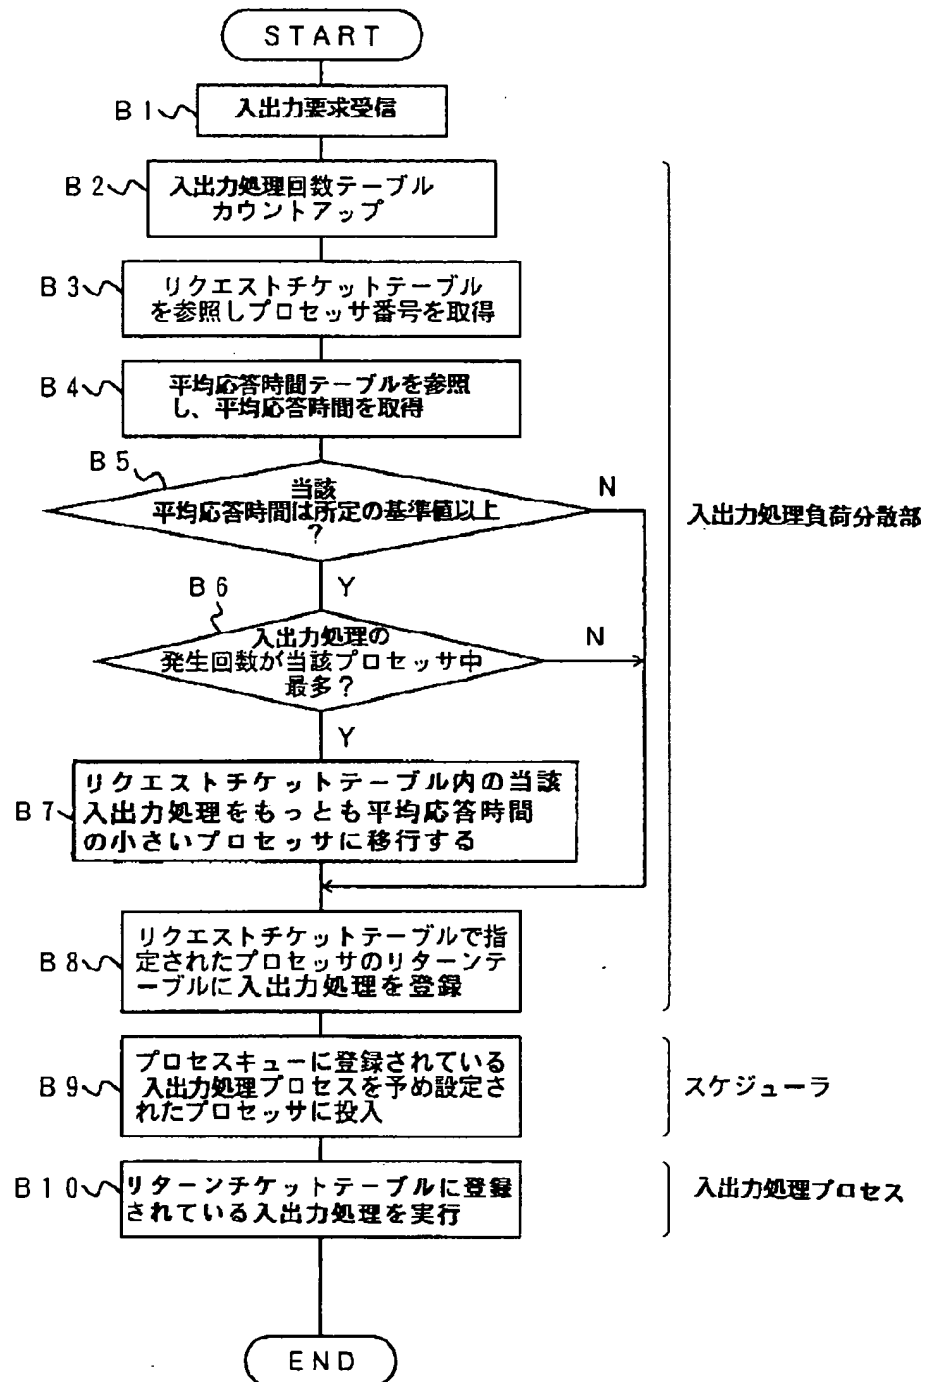 START
B1
入出力要求受信
B2
入出力処理回数テーブル
カウントアップ
B3
リクエストチケットテーブル
を参照しプロセッサ番号を取得
B4
平均応答時間テーブルを参照
し、平均応答時間を取得
B5
当該
平均応答時間は所定の基準値以上
?
N
入出力処理負荷分散部
Y
B6
入出力処理の
発生回数が当該プロセッサ中
最多?
N
Y
B7
リクエストチケットテーブル内の当該
入出力処理をもっとも平均応答時間
の小さいプロセッサに移行する
B8
リクエストチケットテーブルで指
定されたプロセッサのリターンテ
ーブルに入出力処理を登録
B9
プロセスキューに登録されている
入出力処理プロセスを予め設定さ
れたプロセッサに投入
スケジューラ
B10
リターンチケットテーブルに登録
されている入出力処理を実行
入出力処理プロセス
END